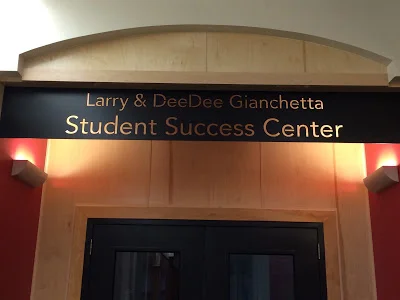 Larry & DeeDee Gianchetta
Student Success Center